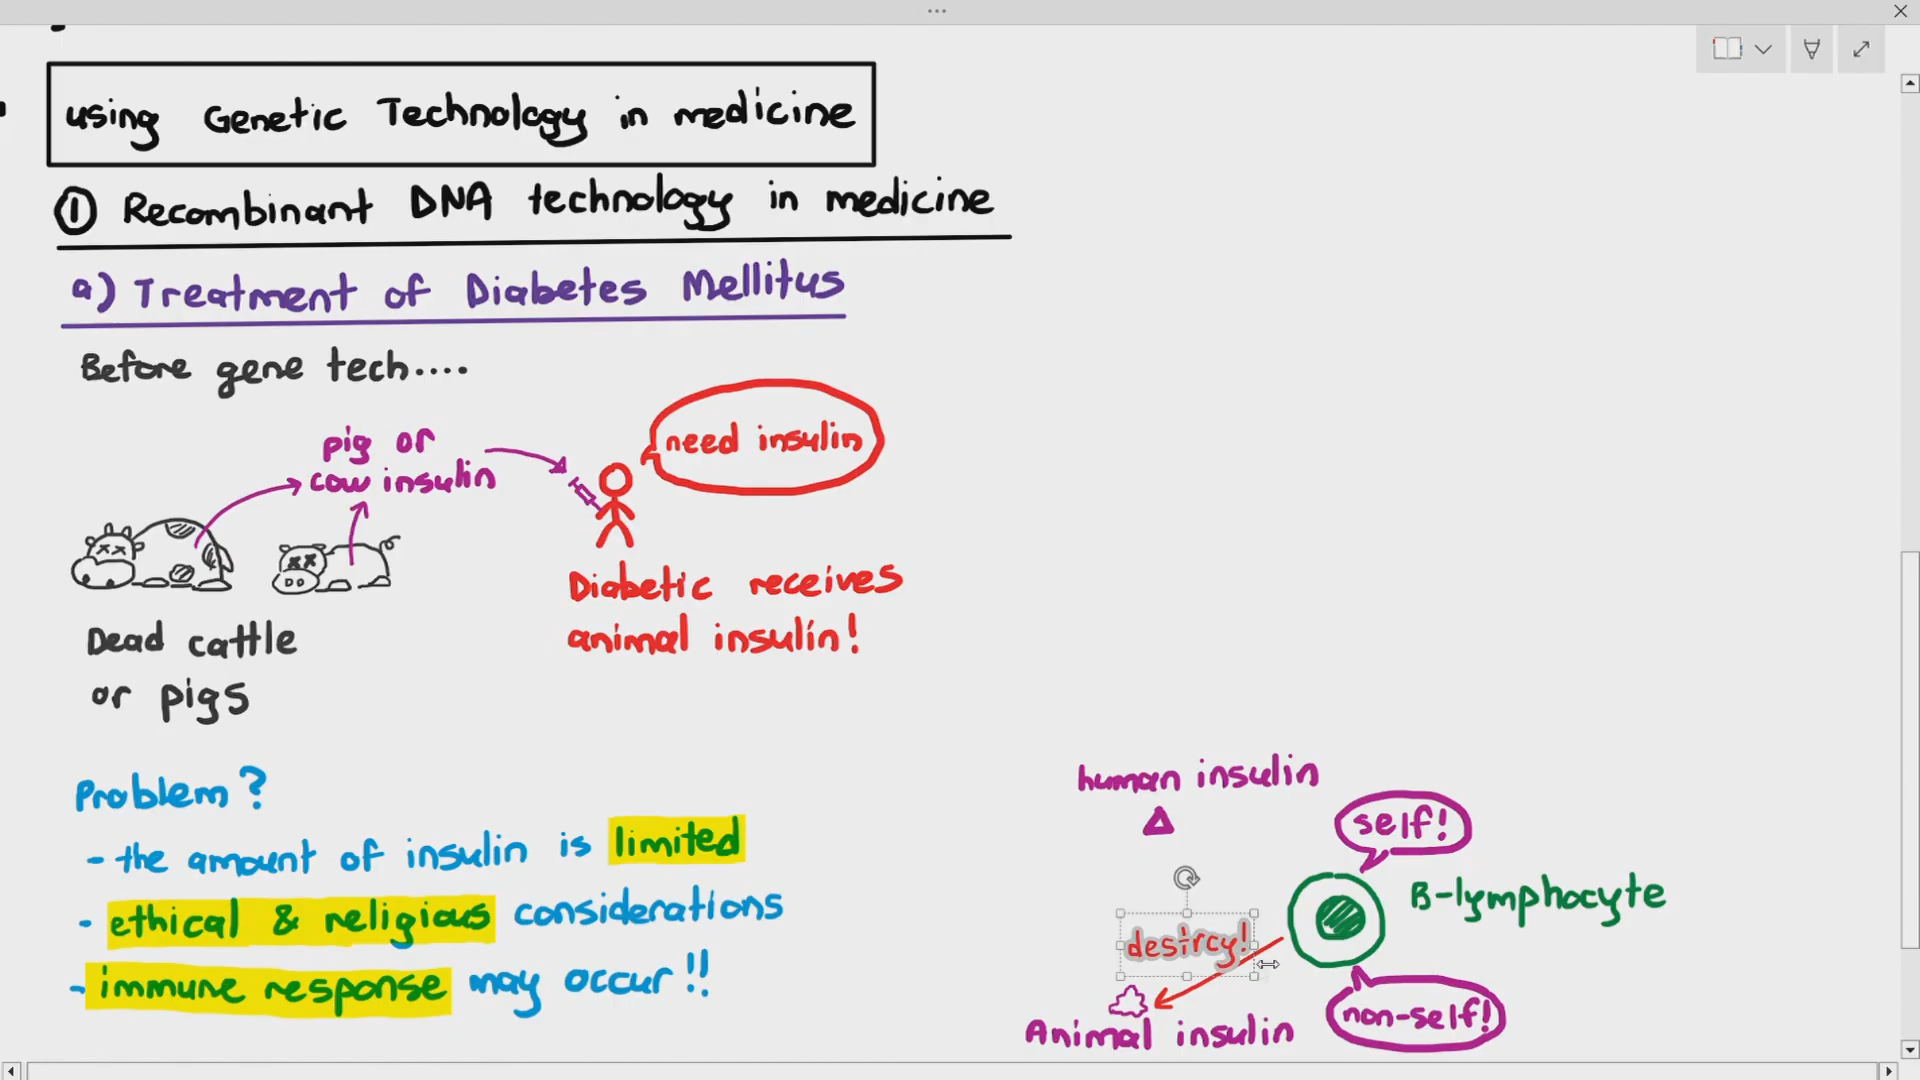 using Genetic Technology in medicine
① Recombinant DNA technology in medicine
a) Treatment of Diabetes Mellitus
Before gene tech....
pig or
cow insulin
need insulin
Diabetic receives
animal insulin!
Dead cattle
or pigs
Problem?
- the amount of insulin is limited
- ethical & religious considerations
- immune response may occur!!
human insulin
self!
B-lymphocyte
destroy!
non-self!
Animal insulin